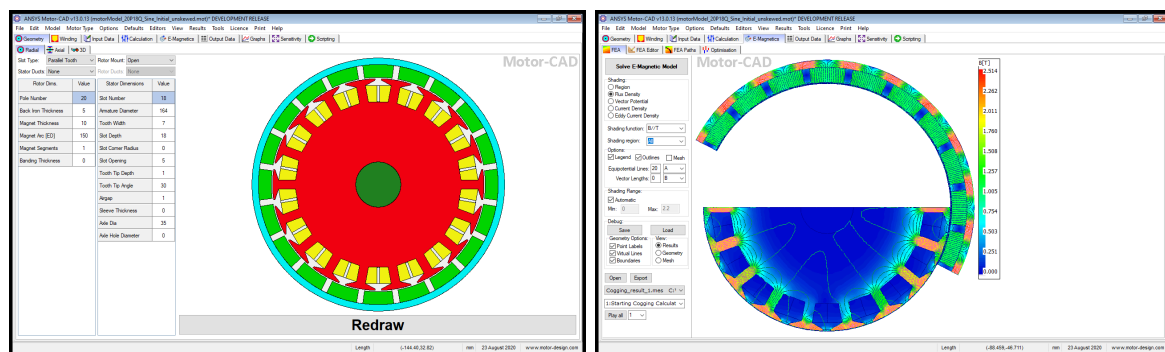 ANSYS Motor-CAD v13.0.13 (motorModel_20P18Q_Sine_Initial_unskewed.mot)* DEVELOPMENT RELEASE
File Edit Model Motor Type Options Defaults Editors View Results Tools Licence Print Help
Geometry Winding Input Data Calculation E-Magnetics Output Data Graphs Sensitivity Scripting
Radial Axial 3D
Slot Type: Parallel Tooth Rotor Mount: Open
Stator Ducts: None Rotor Ducts: None
Rotor Dims. Value Stator Dimensions Value
Pole Number 20 Slot Number 18
Back Iron Thickness 5 Armature Diameter 164
Magnet Thickness 10 Tooth Width 7
Magnet Arc [ED] 150 Slot Depth 18
Magnet Segments 1 Slot Corner Radius 0
Banding Thickness 0 Slot Opening 5
Tooth Tip Depth 1
Tooth Tip Angle 30
Airgap 1
Sleeve Thickness 0
Axle Dia 35
Axle Hole Diameter 0
Motor-CAD
Redraw
Length (-144.40,32.62) mm 23 August 2020 www.motor-design.com
ANSYS Motor-CAD v13.0.13 (motorModel_20P18Q_Sine_Initial_unskewed.mot)* DEVELOPMENT RELEASE
File Edit Model Motor Type Options Defaults Editors View Results Tools Licence Print Help
Geometry Winding Input Data Calculation E-Magnetics Output Data Graphs Sensitivity Scripting
FEA FEA Editor FEA Paths Optimisation
Solve E-Magnetic Model
Shading:
Region
Flux Density
Vector Potential
Current Density
Eddy Current Density
Shading function: B//T
Shading region: All
Options:
Legend Outlines Mesh
Equipotential Lines: 20 A
Vector Lengths: 0 B
Shading Range:
Automatic
Min: 0 Max: 2.2
Debug:
Save Load
Geometry Options: View:
Point Labels Results
Virtual Lines Geometry
Boundaries Mesh
Open Export
Cogging_result_1.mes
1:Starting Cogging Calculat
Play all 1
Motor-CAD
B[T]
2.514
2.262
2.011
1.760
1.508
1.257
1.006
0.754
0.503
0.251
0.000
Length (-88.459,-46.711) mm 23 August 2020 www.motor-design.com